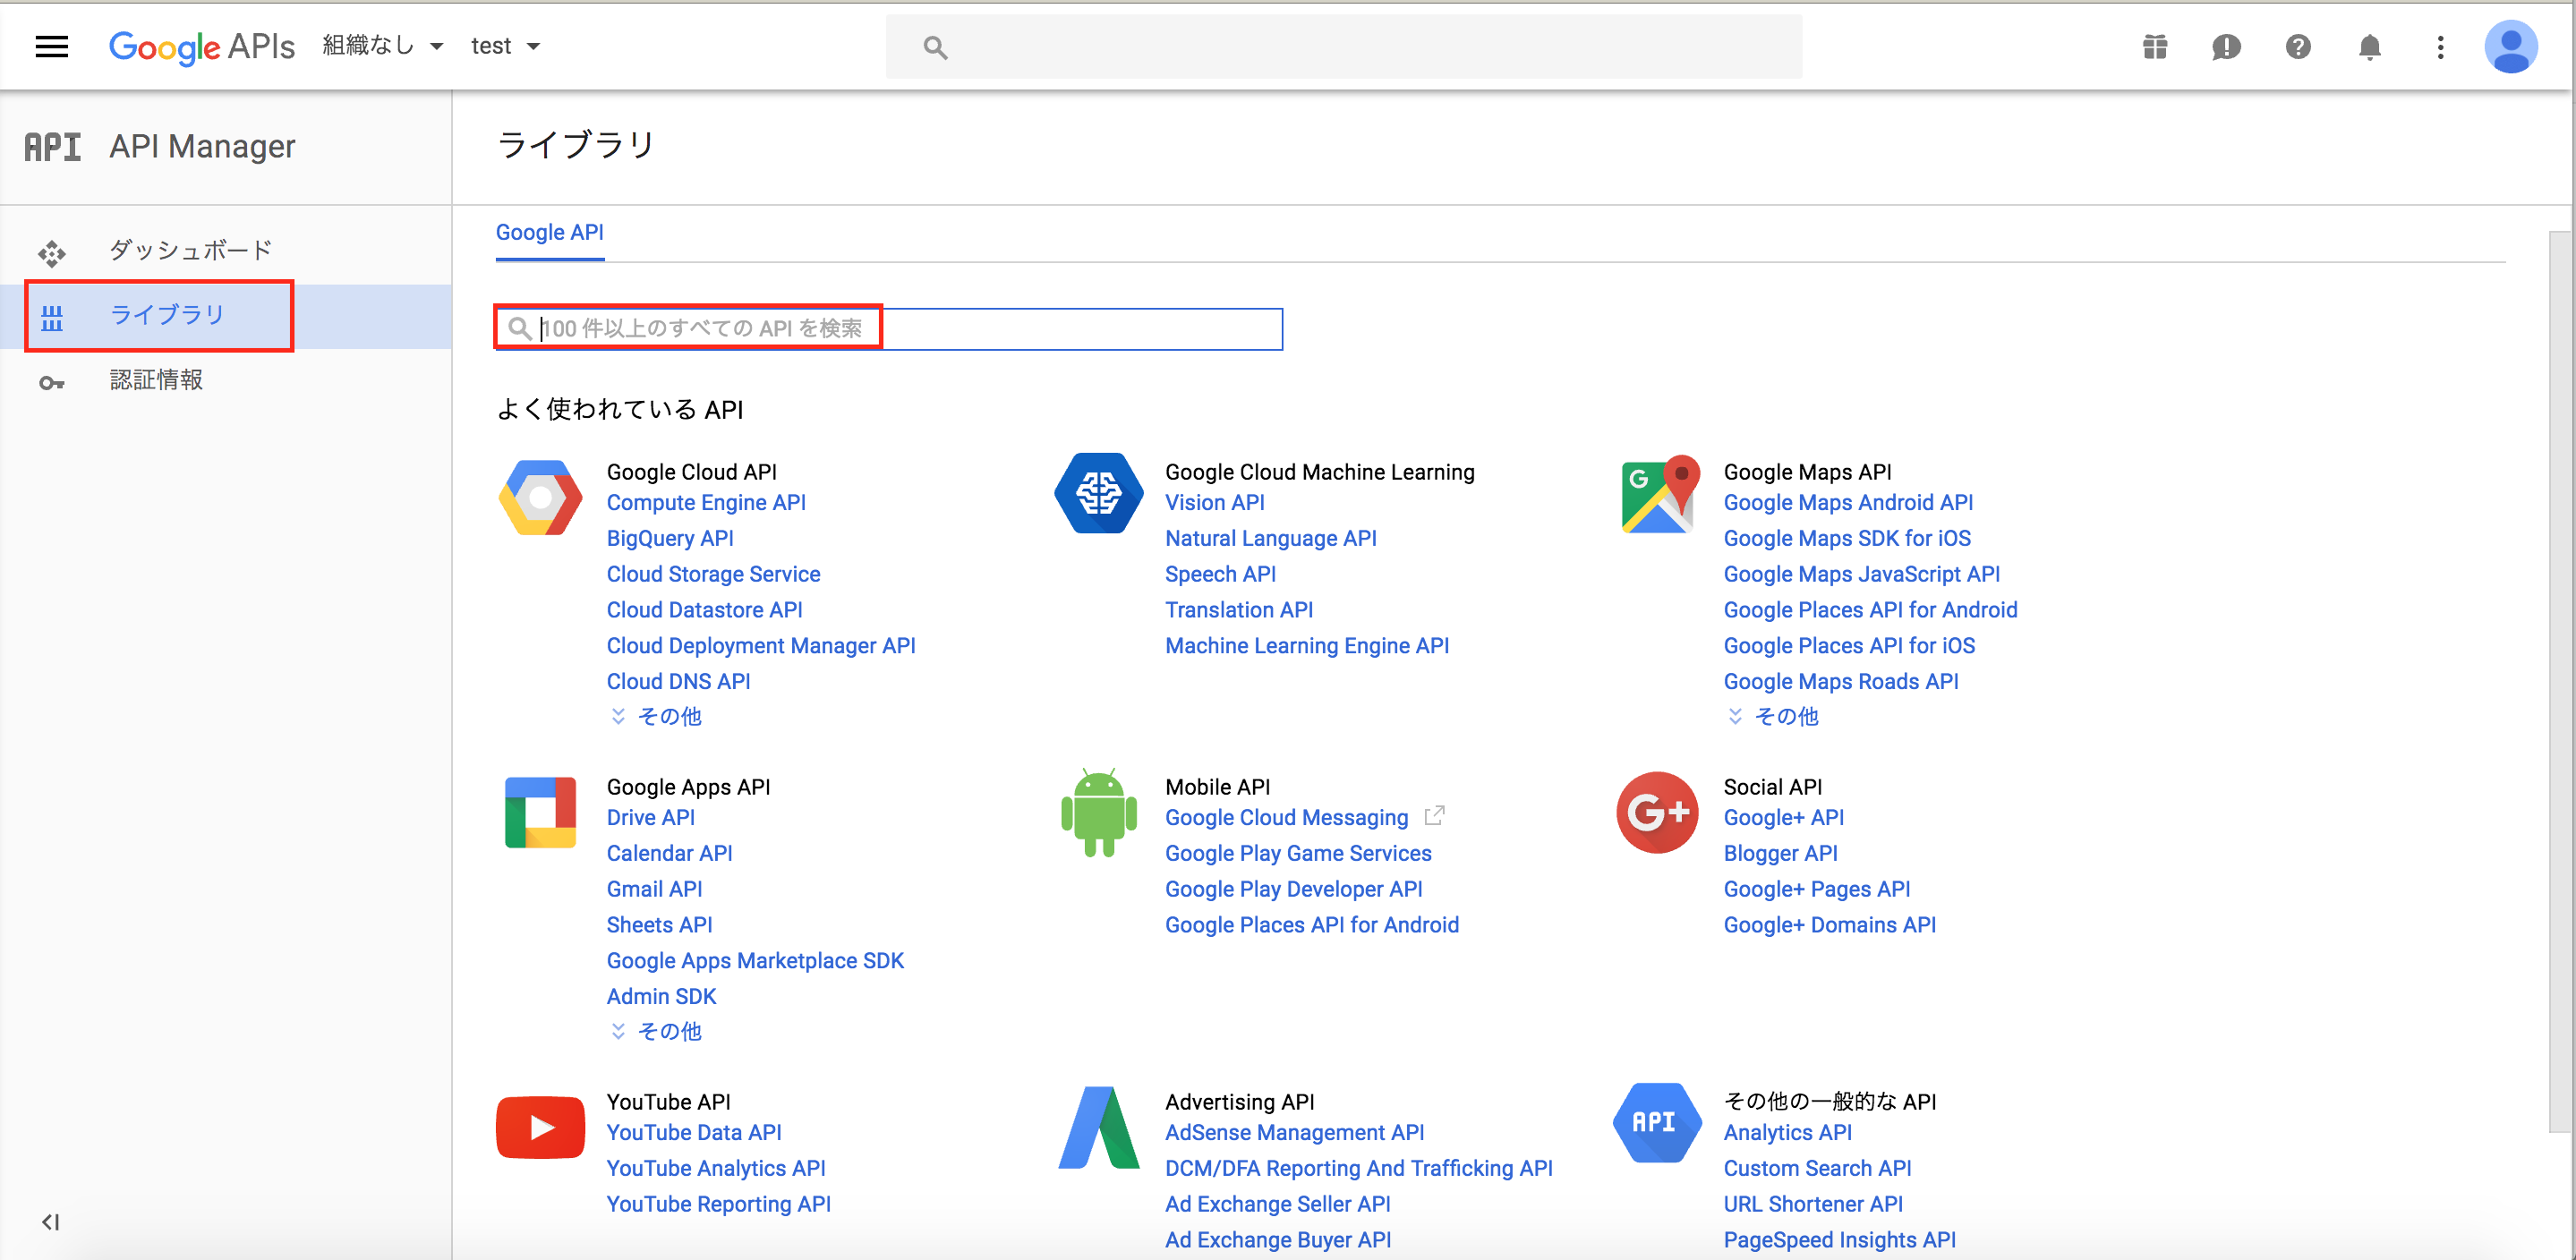 Google APIs 組織なし test
API API Manager
ライブラリ
ダッシュボード
ライブラリ
認証情報
Google API
100 件以上のすべての API を検索
よく使われている API
Google Cloud API
Compute Engine API
BigQuery API
Cloud Storage Service
Cloud Datastore API
Cloud Deployment Manager API
Cloud DNS API
その他
Google Cloud Machine Learning
Vision API
Natural Language API
Speech API
Translation API
Machine Learning Engine API
G
Google Maps API
Google Maps Android API
Google Maps SDK for iOS
Google Maps JavaScript API
Google Places API for Android
Google Places API for iOS
Google Maps Roads API
その他
Google Apps API
Drive API
Calendar API
Gmail API
Sheets API
Google Apps Marketplace SDK
Admin SDK
その他
Mobile API
Google Cloud Messaging
Google Play Game Services
Google Play Developer API
Google Places API for Android
G+
Social API
Google+ API
Blogger API
Google+ Pages API
Google+ Domains API
YouTube API
YouTube Data API
YouTube Analytics API
YouTube Reporting API
Advertising API
AdSense Management API
DCM/DFA Reporting And Trafficking API
Ad Exchange Seller API
Ad Exchange Buyer API
API
その他の一般的な API
Analytics API
Custom Search API
URL Shortener API
PageSpeed Insights API